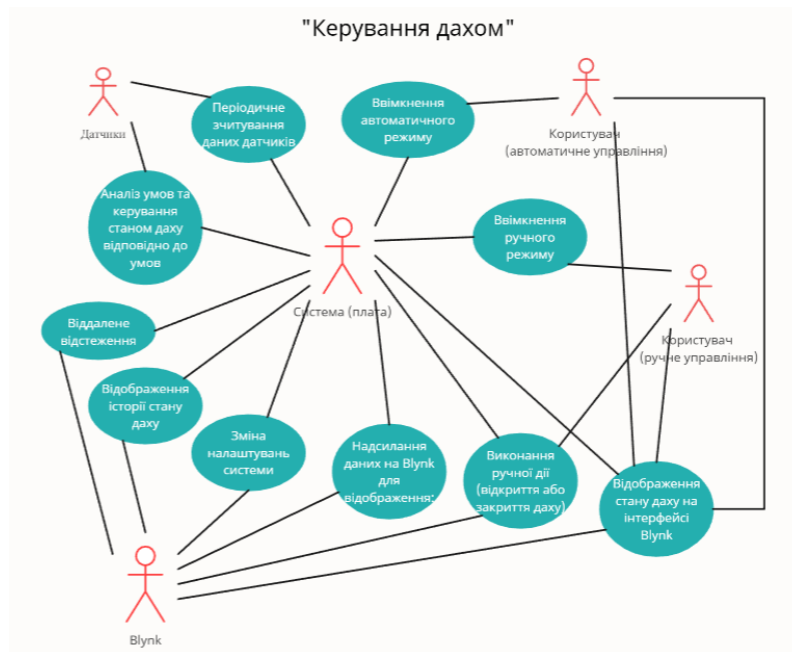 "Керування дахом"
Датчики
Періодичне
зчитування
даних датчиків
Ввімкнення
автоматичного
режиму
Користувач
(автоматичне управління)
Аналіз умов та
керування
станом даху
відповідно до
умов
Ввімкнення
ручного
режиму
Система (плата)
Користувач
(ручне управління)
Віддалене
відстеження
Відображення
історії стану
даху
Зміна
налаштувань
системи
Надсилання
даних на Blynk
для
відображення:
Виконання
ручної дії
(відкриття або
закриття даху)
Відображення
стану даху на
інтерфейсі
Blynk
Blynk